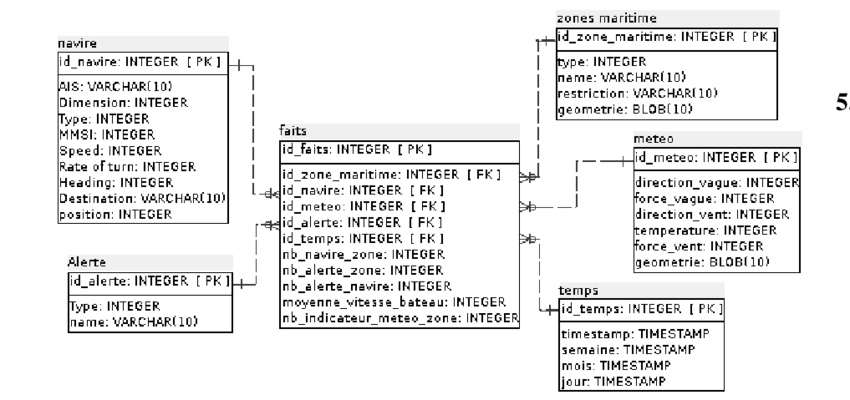 navire
id_navire: INTEGER [ PK ]
AIS: VARCHAR(10)
Dimension: INTEGER
Type: INTEGER
MMSI: INTEGER
Speed: INTEGER
Rate of turn: INTEGER
Heading: INTEGER
Destination: VARCHAR(10)
position: INTEGER
Alerte
id_alerte: INTEGER [ PK ]
Type: INTEGER
name: VARCHAR(10)
faits
id_faits: INTEGER [ PK ]
id_zone_maritime: INTEGER [ FK ]
id_navire: INTEGER [ FK ]
id_meteo: INTEGER [ FK ]
id_alerte: INTEGER [ FK ]
id_temps: INTEGER [ FK ]
nb_navire_zone: INTEGER
nb_alerte_zone: INTEGER
nb_alerte_navire: INTEGER
moyenne_vitesse_bateau: INTEGER
nb_indicateur_meteo_zone: INTEGER
zones maritime
id_zone_maritime: INTEGER [ PK ]
type: INTEGER
name: VARCHAR(10)
restriction: VARCHAR(10)
geometrie: BLOB(10)
meteo
id_meteo: INTEGER [ PK ]
direction_vague: INTEGER
force_vague: INTEGER
direction_vent: INTEGER
temperature: INTEGER
force_vent: INTEGER
geometrie: BLOB(10)
temps
id_temps: INTEGER [ PK ]
timestamp: TIMESTAMP
semaine: TIMESTAMP
mois: TIMESTAMP
jour: TIMESTAMP
5.